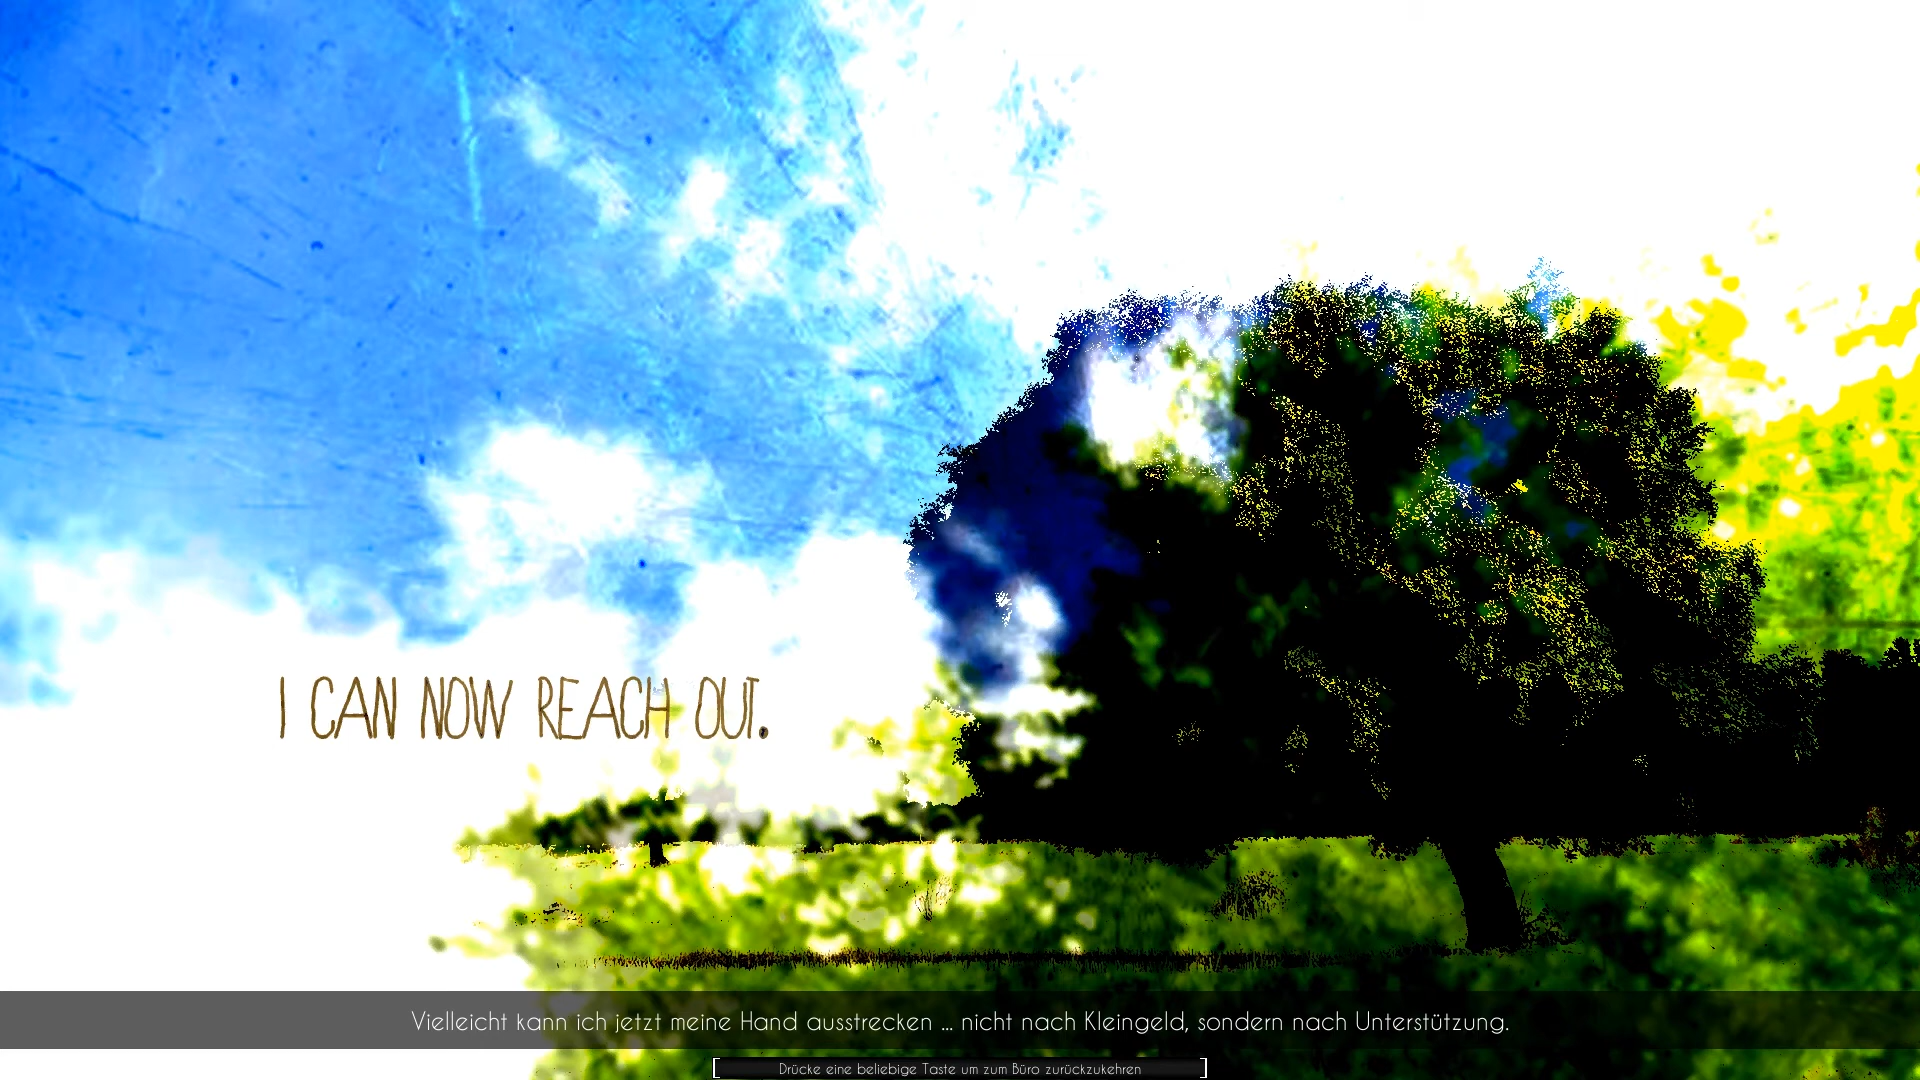 I CAN NOW REACH OUT.
Vielleicht kann ich jetzt meine Hand ausstrecken ... nicht nach Kleingeld, sondern nach Unterstützung.
Drücke eine beliebige Taste um zum Büro zurückzukehren